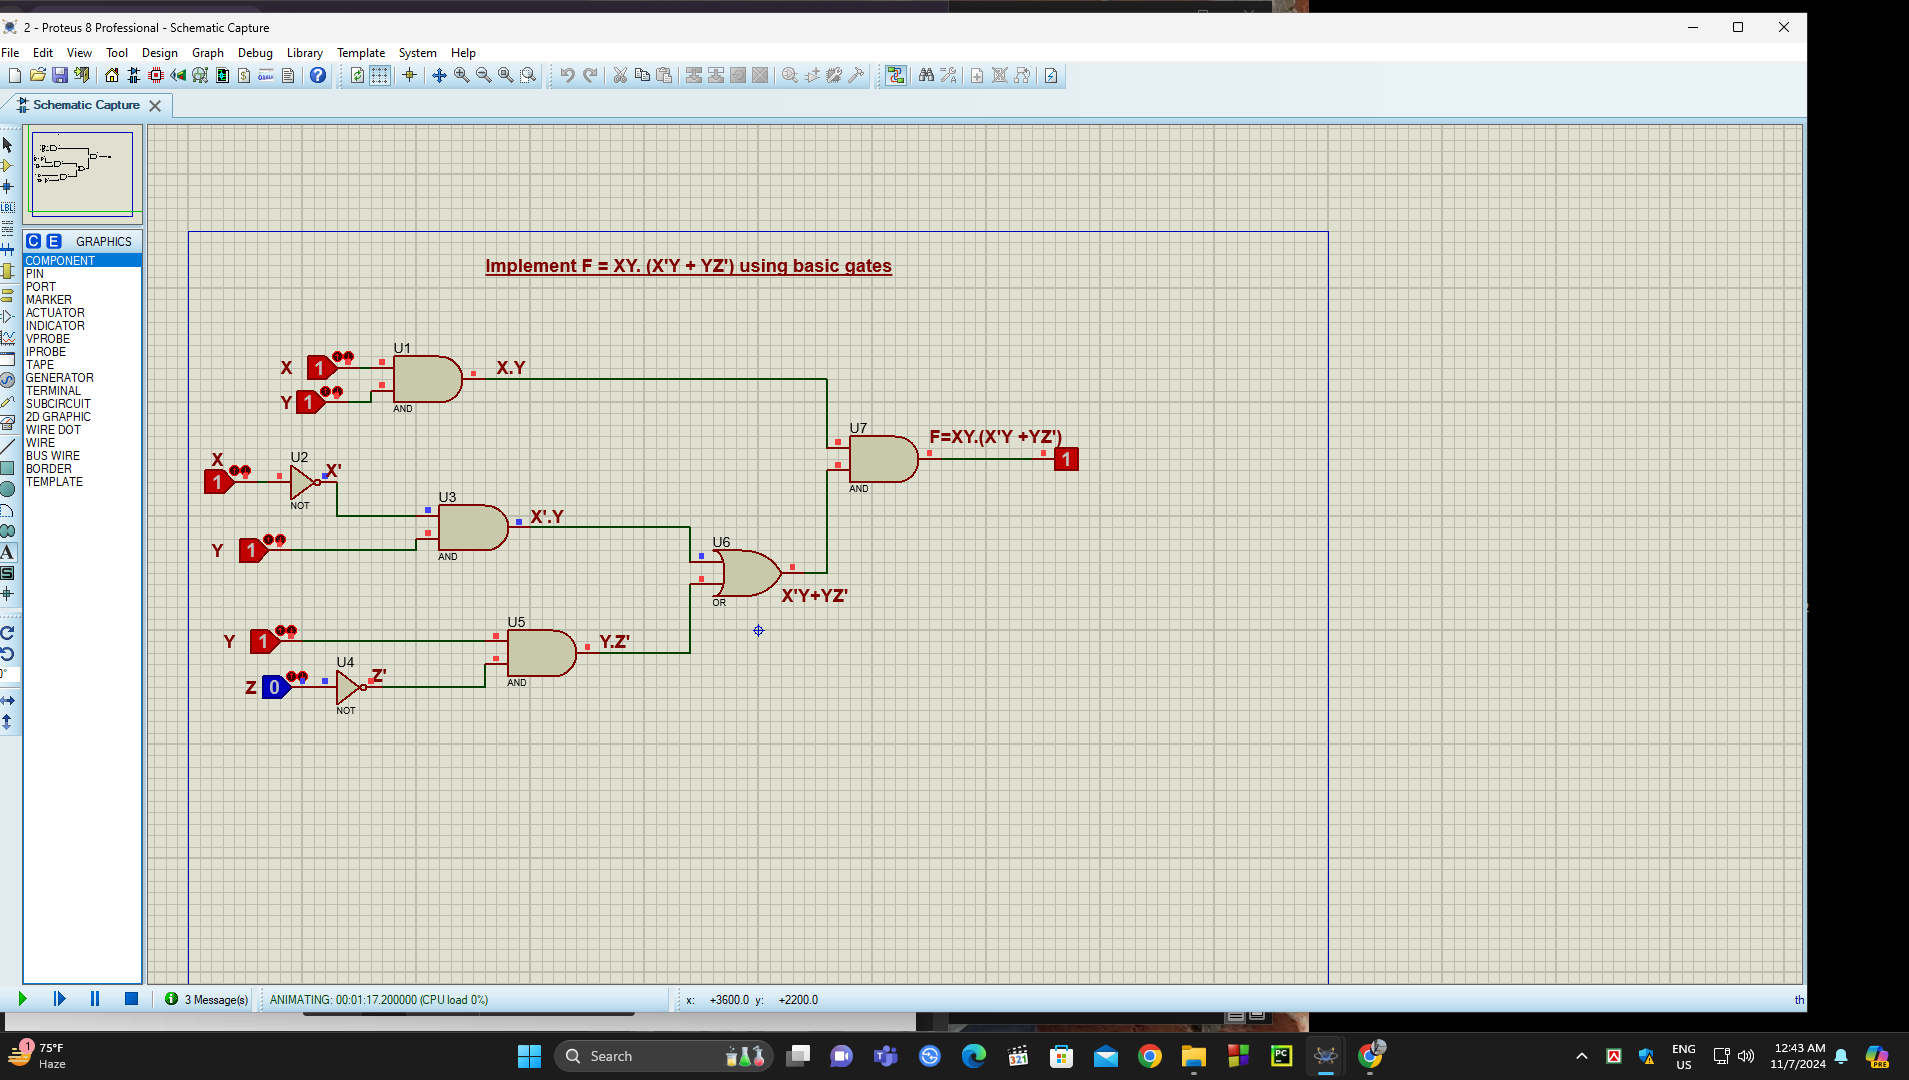 2 - Proteus 8 Professional - Schematic Capture
File Edit View Tool Design Graph Debug Library Template System Help
Schematic Capture
LBL
C E GRAPHICS
COMPONENT
PIN
PORT
MARKER
ACTUATOR
INDICATOR
VPROBE
IPROBE
TAPE
GENERATOR
TERMINAL
SUBCIRCUIT
2D GRAPHIC
WIRE DOT
WIRE
BUS WIRE
BORDER
TEMPLATE
A
S
Implement F = XY. (X'Y + YZ') using basic gates
U1
X 1 X.Y
Y 1
AND
U7
F=XY.(X'Y +YZ')
1
AND
X
U2
X'
1
NOT
U3
X'.Y
Y 1
AND
U6
X'Y+YZ'
OR
U5
Y 1 Y.Z'
U4
Z'
Z 0
AND
NOT
3 Message(s) ANIMATING: 00:01:17.200000 (CPU load 0%) x: +3600.0 y: +2200.0 th
1 75°F
Haze
Search
321
PC
ENG
US
12:43 AM
11/7/2024
PRE